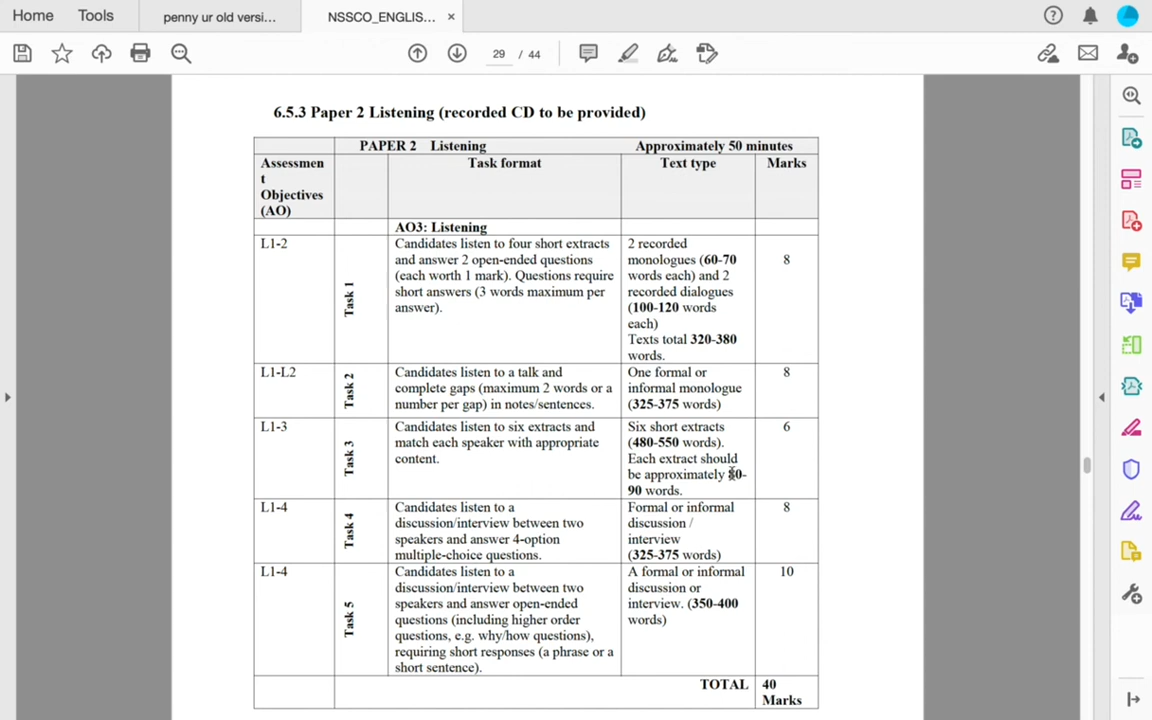 Home
Tools
penny ur old versi...
NSSCO_ENGLIS...
29 / 44
6.5.3 Paper 2 Listening (recorded CD to be provided)
PAPER 2 Listening
Approximately 50 minutes
Assessmen
t
Objectives
(AO)
Task format
Text type
Marks
AO3: Listening
L1-2
Task 1
Candidates listen to four short extracts
and answer 2 open-ended questions
(each worth 1 mark). Questions require
short answers (3 words maximum per
answer).
2 recorded
monologues (60-70
words each) and 2
recorded dialogues
(100-120 words
each)
Texts total 320-380
words.
8
L1-L2
Task 2
Candidates listen to a talk and
complete gaps (maximum 2 words or a
number per gap) in notes/sentences.
One formal or
informal monologue
(325-375 words)
8
L1-3
Task 3
Candidates listen to six extracts and
match each speaker with appropriate
content.
Six short extracts
(480-550 words).
Each extract should
be approximately 80-
90 words.
6
L1-4
Task 4
Candidates listen to a
discussion/interview between two
speakers and answer 4-option
multiple-choice questions.
Formal or informal
discussion /
interview
(325-375 words)
8
L1-4
Task 5
Candidates listen to a
discussion/interview between two
speakers and answer open-ended
questions (including higher order
questions, e.g. why/how questions),
requiring short responses (a phrase or a
short sentence).
A formal or informal
discussion or
interview. (350-400
words)
10
TOTAL
40
Marks